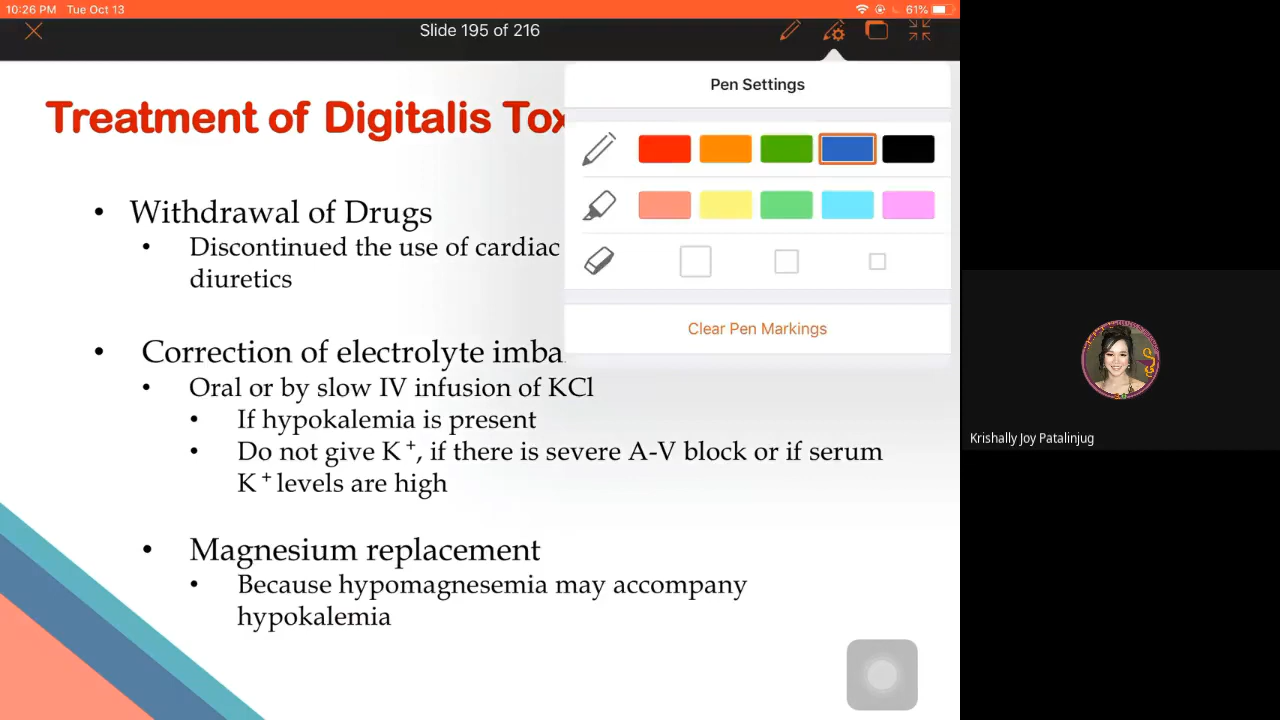 10:26 PM Tue Oct 13
61%
Slide 195 of 216
Pen Settings
Treatment of Digitalis Tox
• Withdrawal of Drugs
• Discontinued the use of cardiac
diuretics
Clear Pen Markings
• Correction of electrolyte imba
• Oral or by slow IV infusion of KCl
• If hypokalemia is present
• Do not give K⁺, if there is severe A-V block or if serum
K⁺ levels are high
• Magnesium replacement
• Because hypomagnesemia may accompany
hypokalemia
Krishally Joy Patalinjug